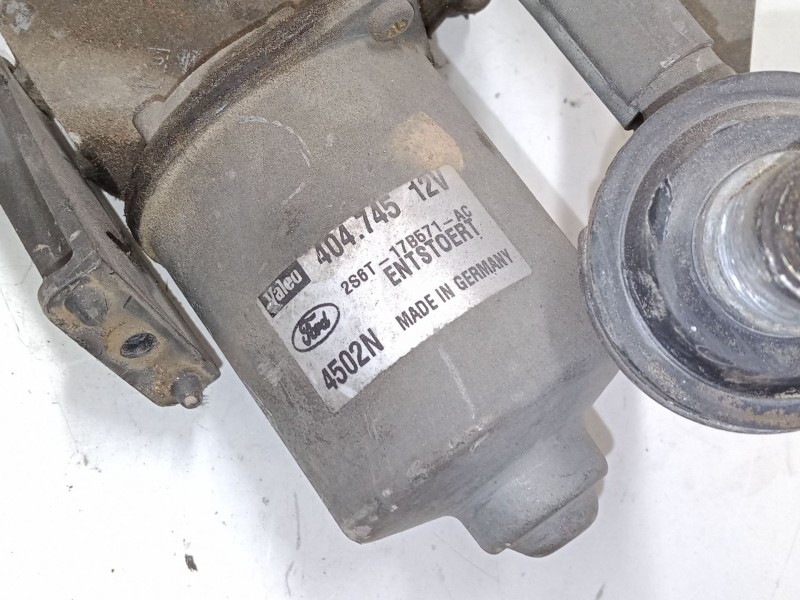 Valeo 404.745 12V
2S6T-17B571-AC
Ford ENTSTOERT
4502N MADE IN GERMANY